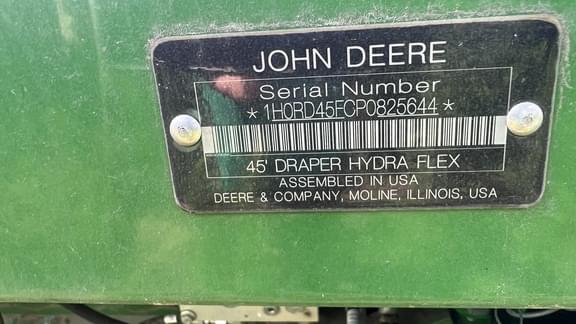 JOHN DEERE
Serial Number
*1H0RD45FCP0825644*
45' DRAPER HYDRA FLEX
ASSEMBLED IN USA
DEERE & COMPANY, MOLINE, ILLINOIS, USA